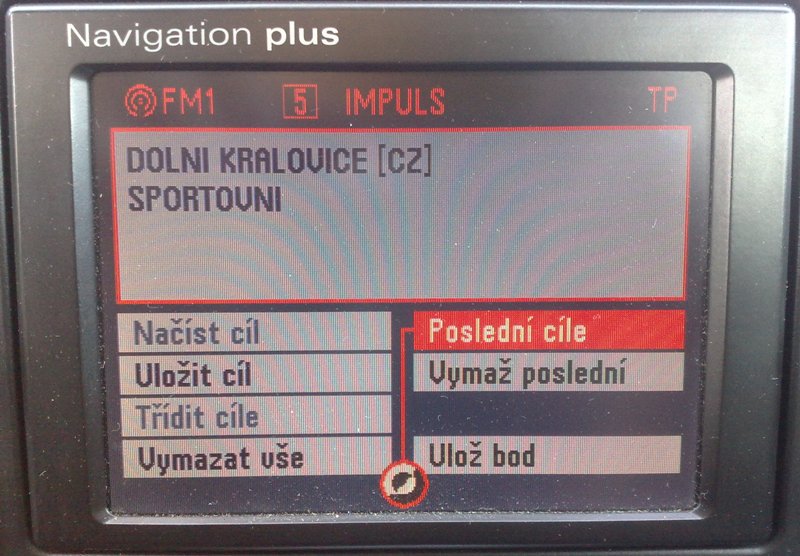 Navigation plus
FM1 5 IMPULS TP
DOLNI KRALOVICE [CZ]
SPORTOVNI
Načíst cíl
Uložit cíl
Třídit cíle
Vymazat vše
Poslední cíle
Vymaž poslední
Ulož bod